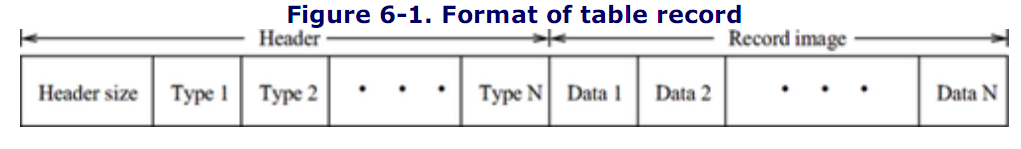 Figure 6-1. Format of table record
Header Record image
Header size Type 1 Type 2 • • • Type N Data 1 Data 2 • • • Data N